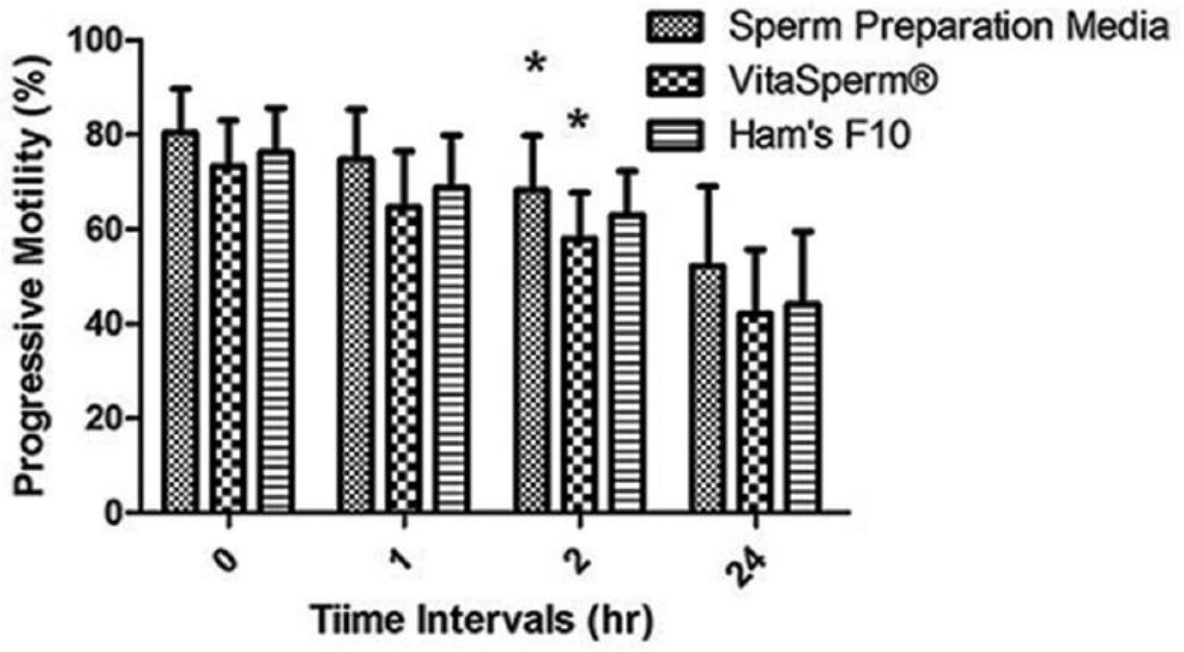 Sperm Preparation Media
VitaSperm®
Ham's F10
*
*
Progressive Motility (%)
100
80
60
40
20
0
0
1
2
24
Tiime Intervals (hr)